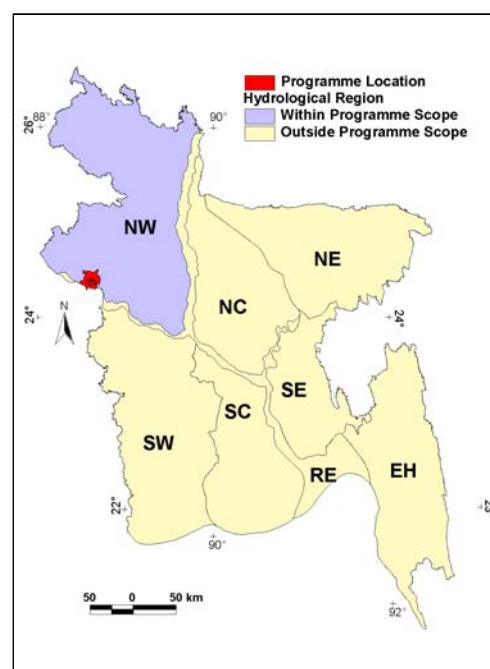 Programme Location
Hydrological Region
Within Programme Scope
Outside Programme Scope
88°
26°
90°
NW
NE
NC
N
24°
24°
SE
SC
SW
RE
EH
22°
23
90°
92°
50 0 50 km